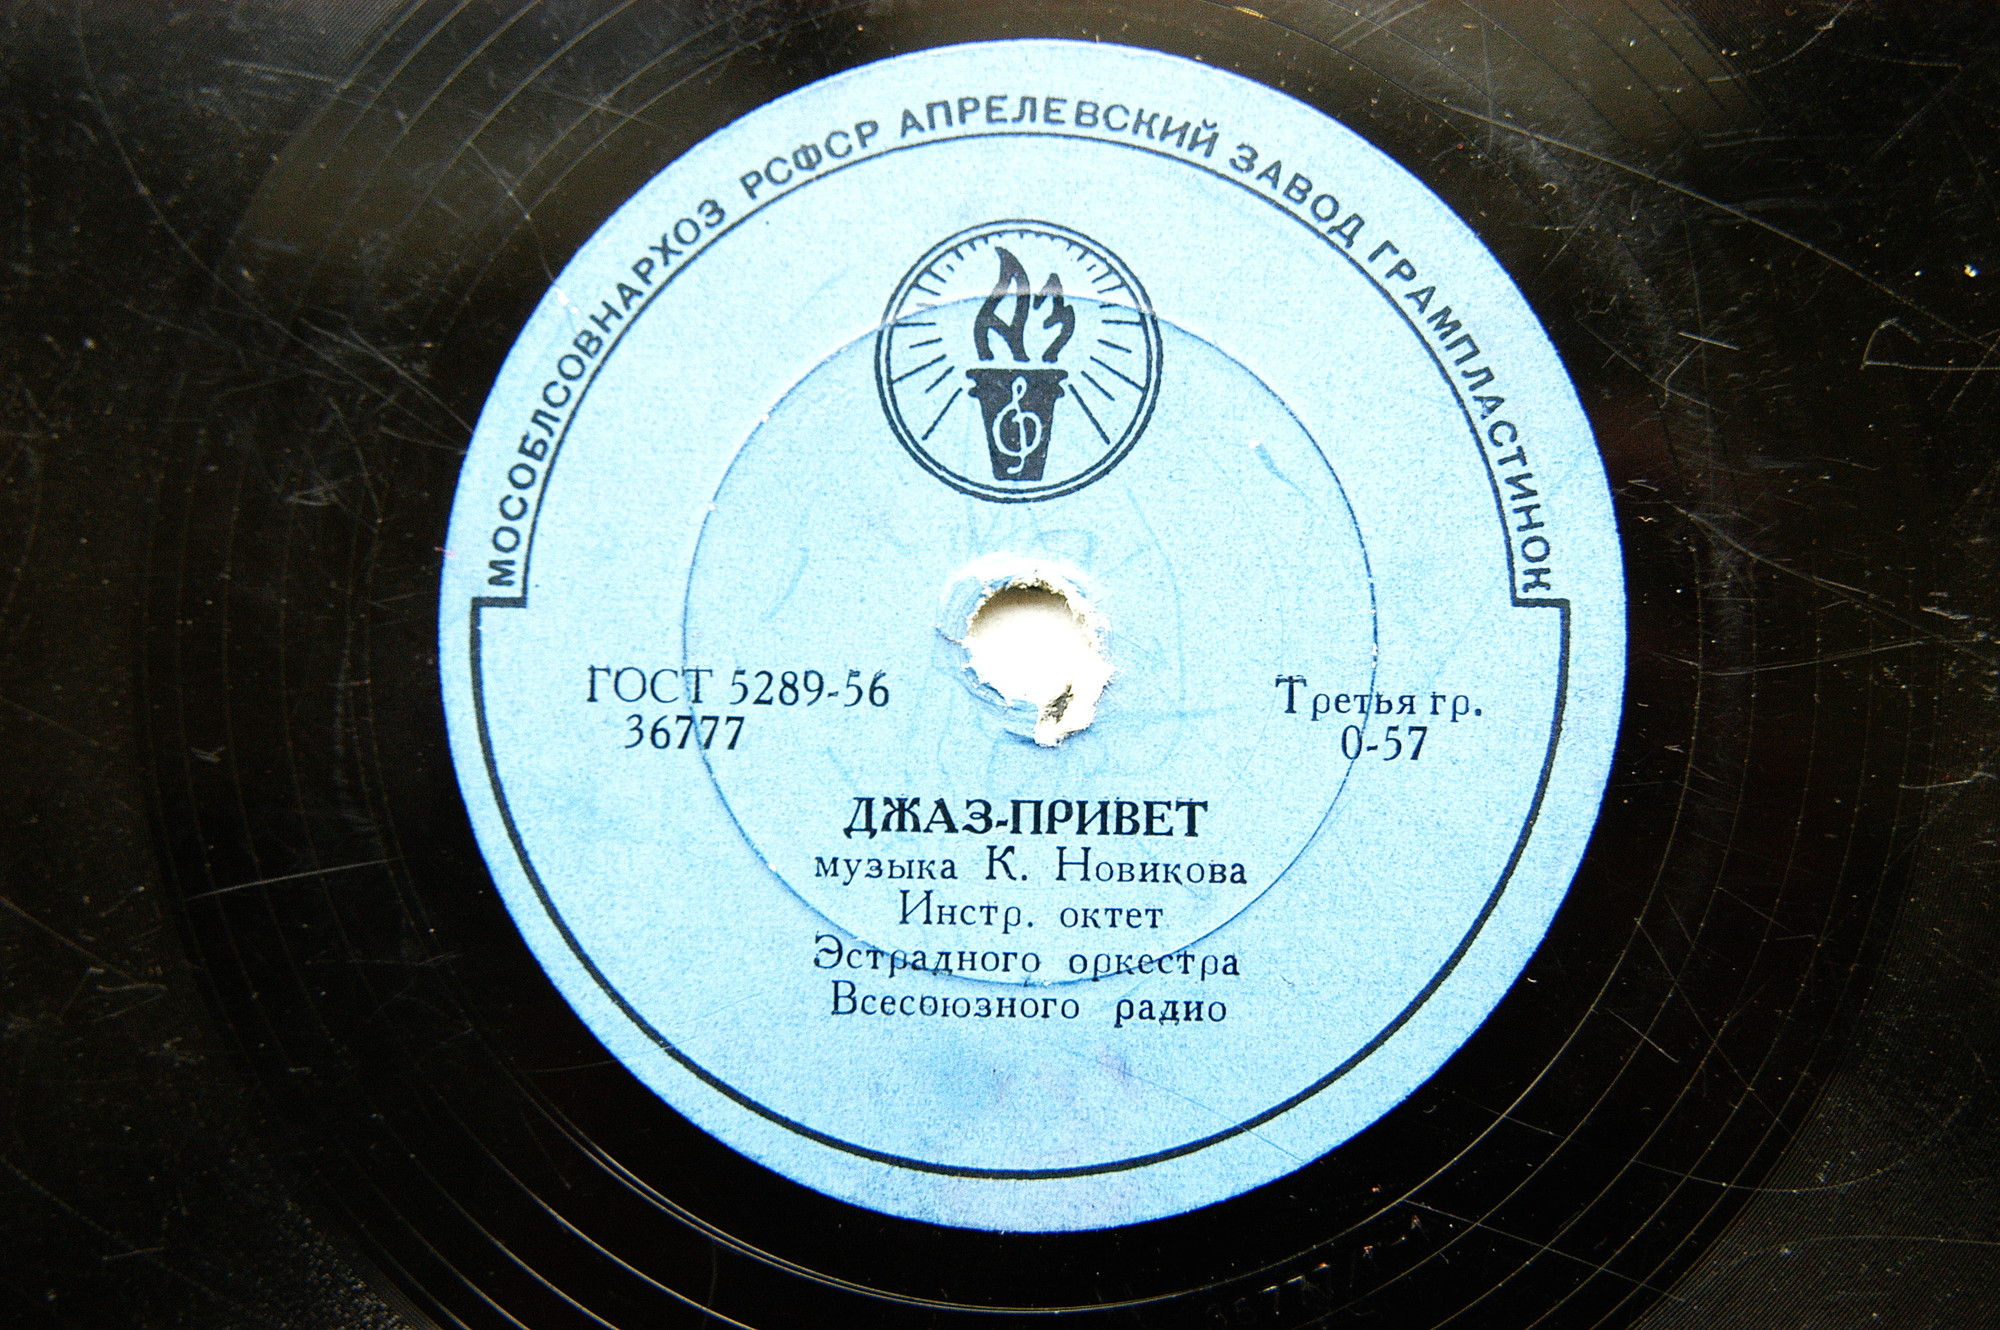 МОСОБЛСОВНАРХОЗ РСФСР АПРЕЛЕВСКИЙ ЗАВОД ГРАМПЛАСТИНОК
АЗ
ГОСТ 5289-56
36777
Третья гр.
0-57
ДЖАЗ-ПРИВЕТ
музыка К. Новикова
Инстр. октет
Эстрадного оркестра
Всесоюзного радио